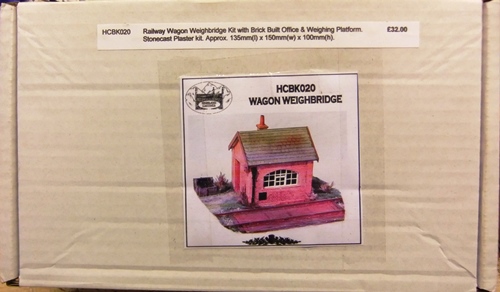 HCBK020 Railway Wagon Weighbridge Kit with Brick Built Office & Weighing Platform. £32.00
Stonecast Plaster kit. Approx. 135mm(l) x 150mm(w) x 100mm(h).
HCBK020
WAGON WEIGHBRIDGE